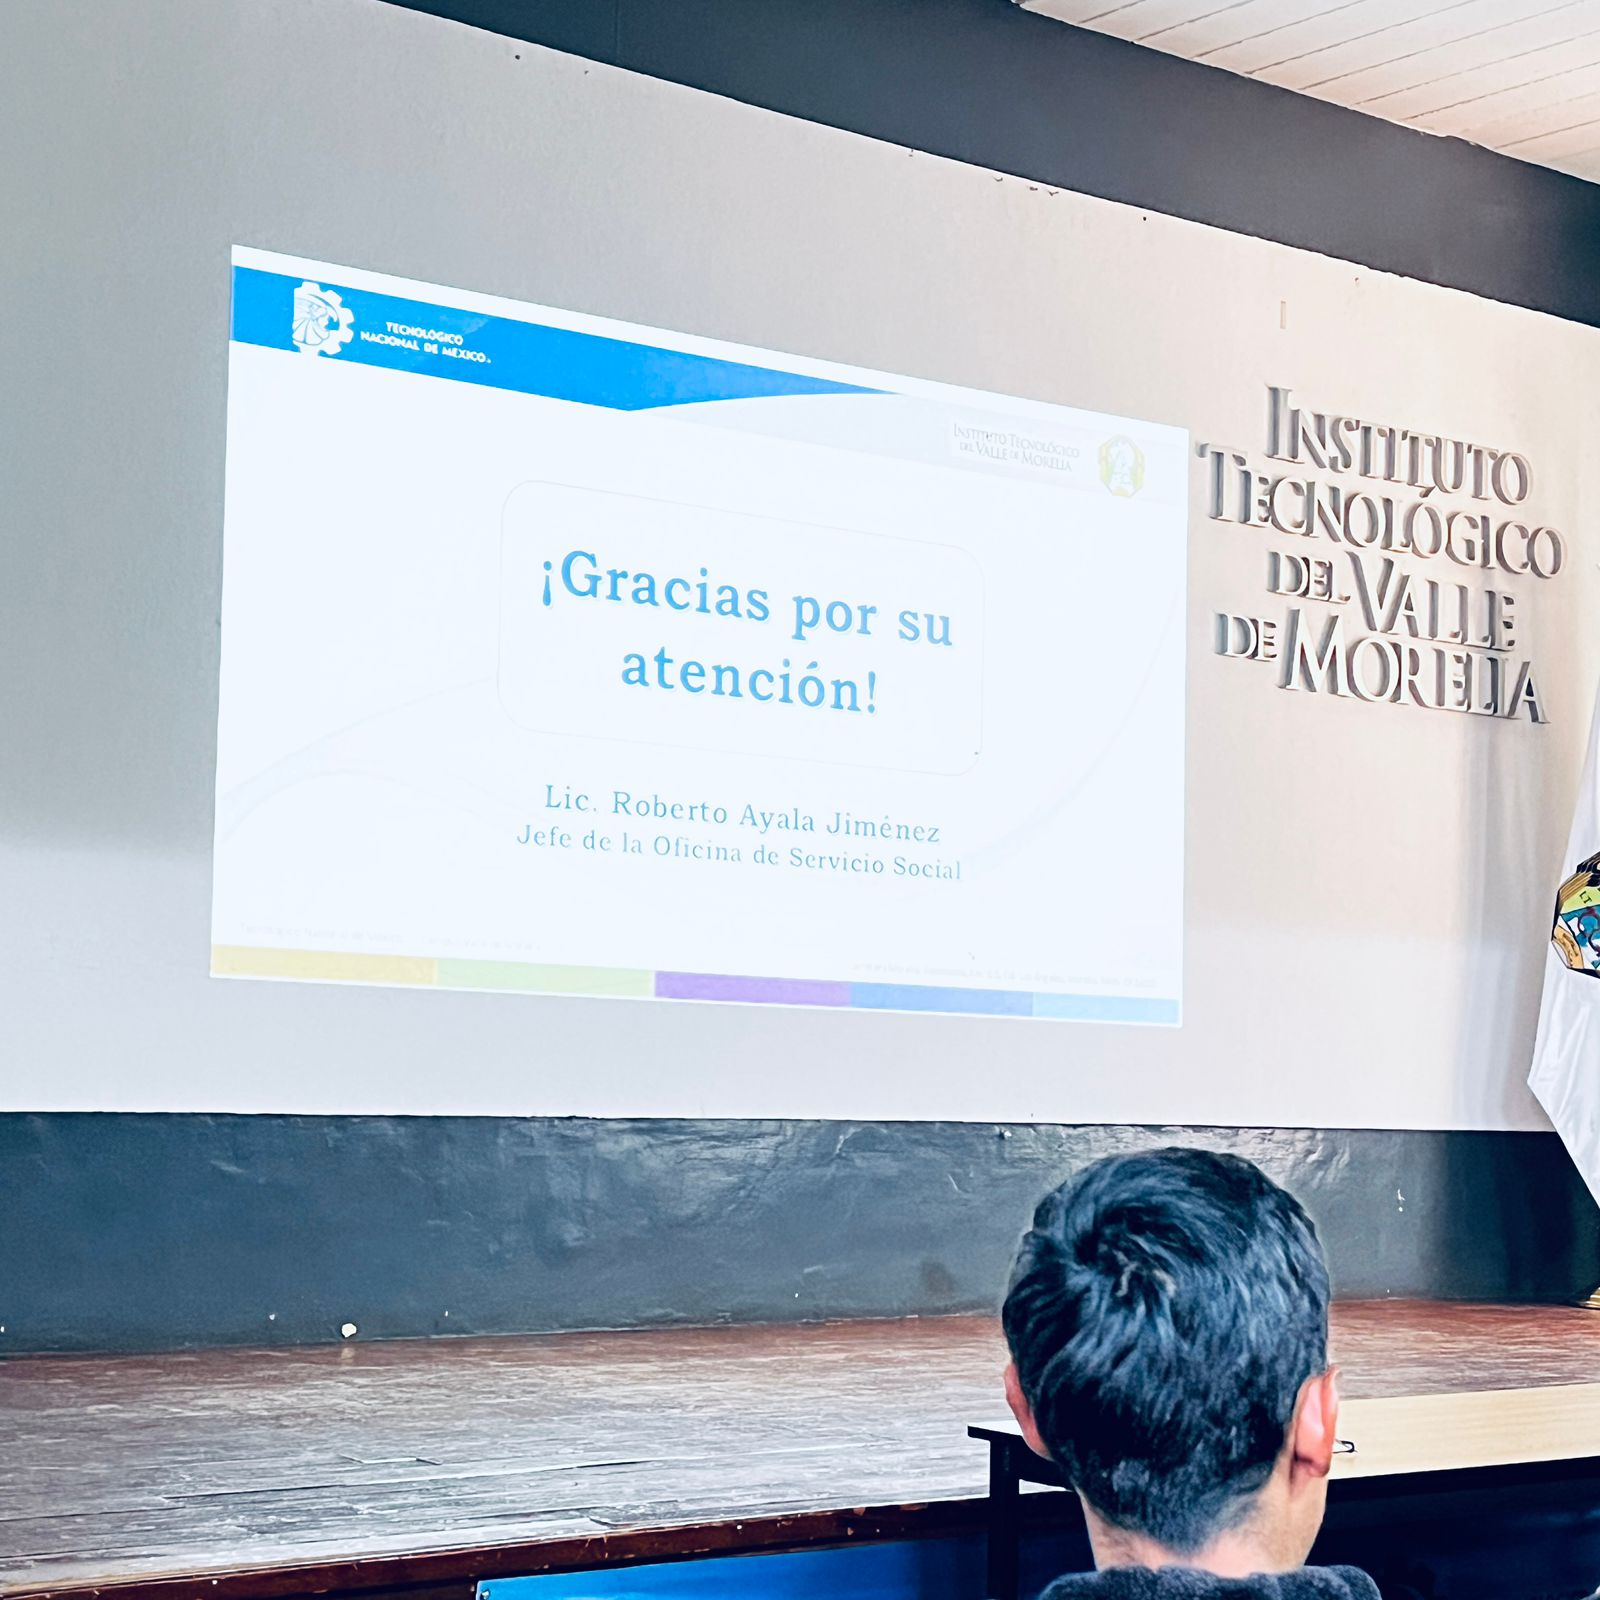 TECNOLÓGICO
NACIONAL DE MÉXICO
INSTITUTO TECNOLÓGICO
DEL VALLE DE MORELIA
¡Gracias por su
atención!
Lic. Roberto Ayala Jiménez
Jefe de la Oficina de Servicio Social
INSTITUTO
TECNOLÓGICO
DEL VALLE
DE MORELIA